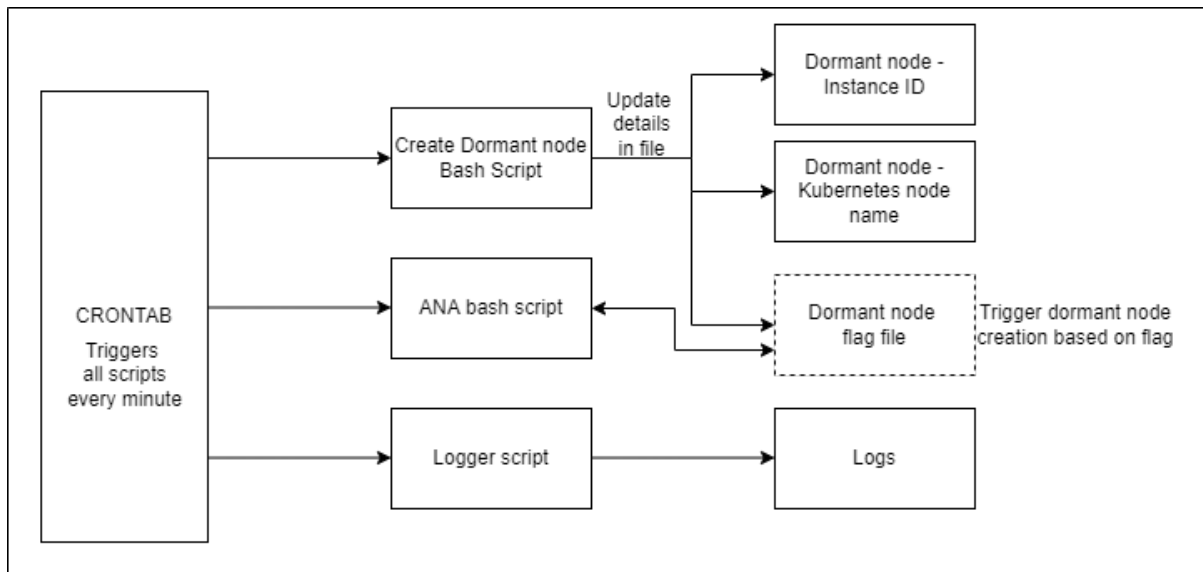 CRONTAB
Triggers
all scripts
every minute
Create Dormant node
Bash Script
Update
details
in file
Dormant node -
Instance ID
Dormant node -
Kubernetes node
name
ANA bash script
Dormant node
flag file
Trigger dormant node
creation based on flag
Logger script
Logs